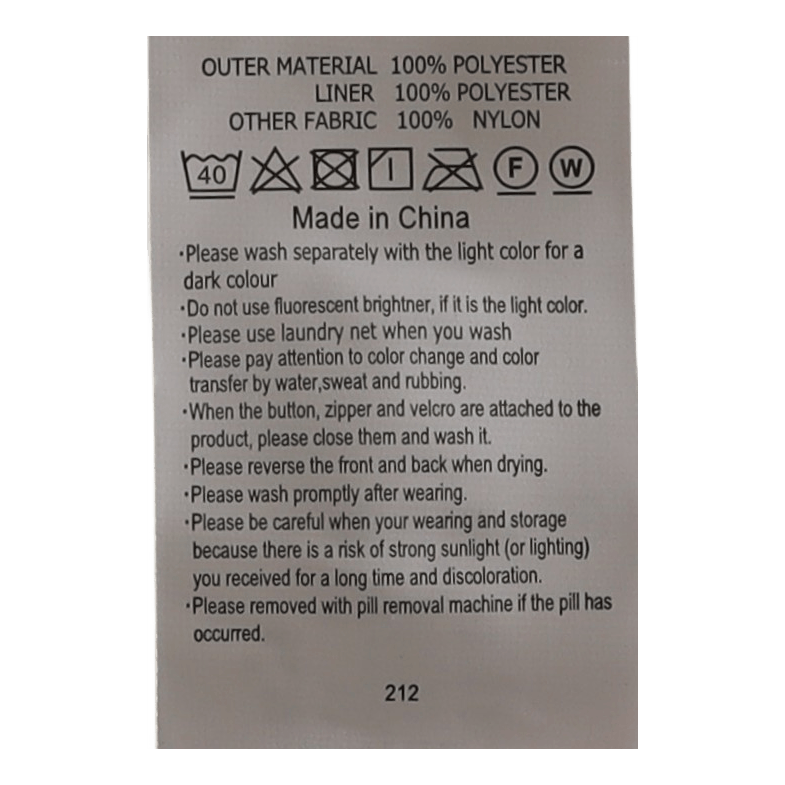 OUTER MATERIAL 100% POLYESTER
LINER 100% POLYESTER
OTHER FABRIC 100% NYLON
40 F W
Made in China
·Please wash separately with the light color for a
dark colour
·Do not use fluorescent brightner, if it is the light color.
·Please use laundry net when you wash
·Please pay attention to color change and color
transfer by water,sweat and rubbing.
·When the button, zipper and velcro are attached to the
product, please close them and wash it.
·Please reverse the front and back when drying.
·Please wash promptly after wearing.
·Please be careful when your wearing and storage
because there is a risk of strong sunlight (or lighting)
you received for a long time and discoloration.
·Please removed with pill removal machine if the pill has
occurred.
212